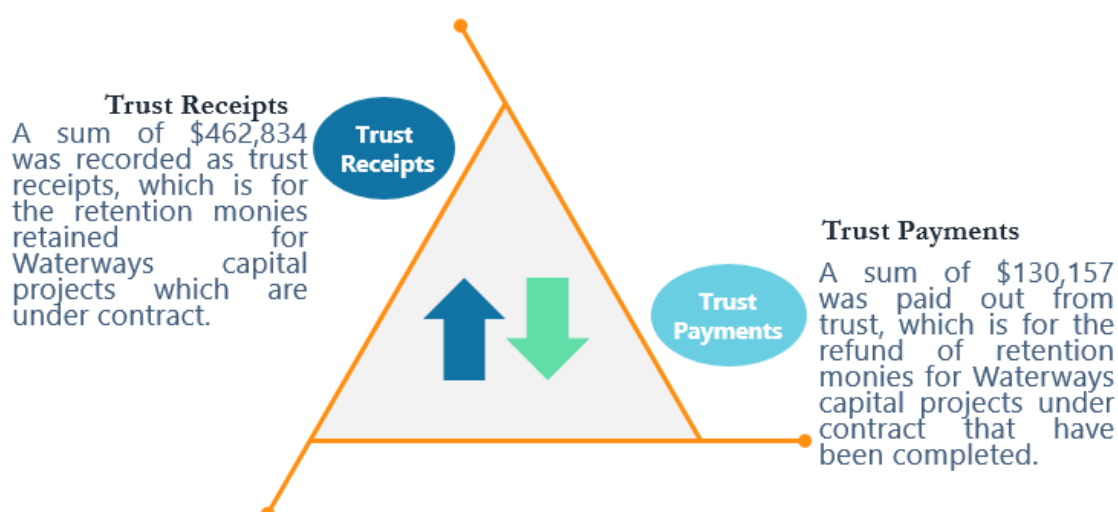 Trust Receipts
A sum of $462,834
was recorded as trust
receipts, which is for
the retention monies
retained for
Waterways capital
projects which are
under contract.
Trust
Receipts
Trust Payments
A sum of $130,157
was paid out from
trust, which is for the
refund of retention
monies for Waterways
capital projects under
contract that have
been completed.
Trust
Payments